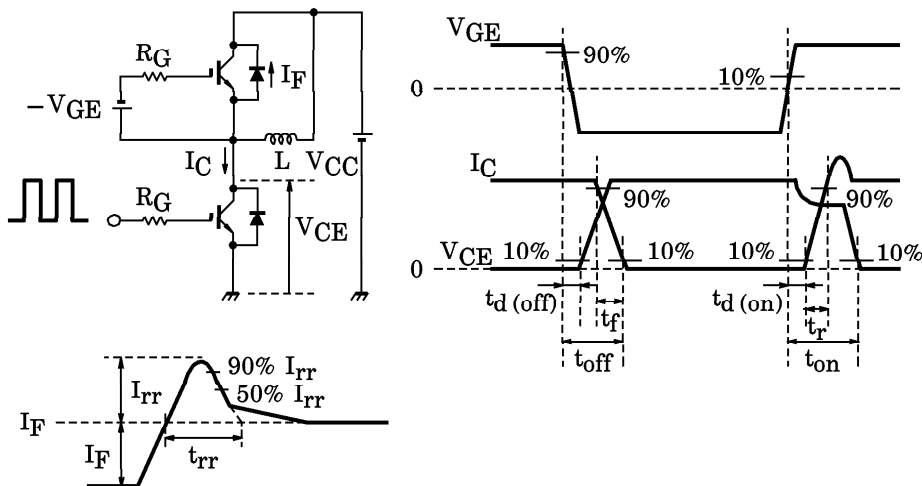 R_G
I_F
-V_GE
I_C
L
V_CC
R_G
V_CE
V_GE
90%
10%
0
I_C
90%
90%
V_CE
10%
10%
10%
10%
0
t_d (off)
t_f
t_d (on)
t_r
t_off
t_on
90% I_rr
I_rr
50% I_rr
I_F
I_F
t_rr